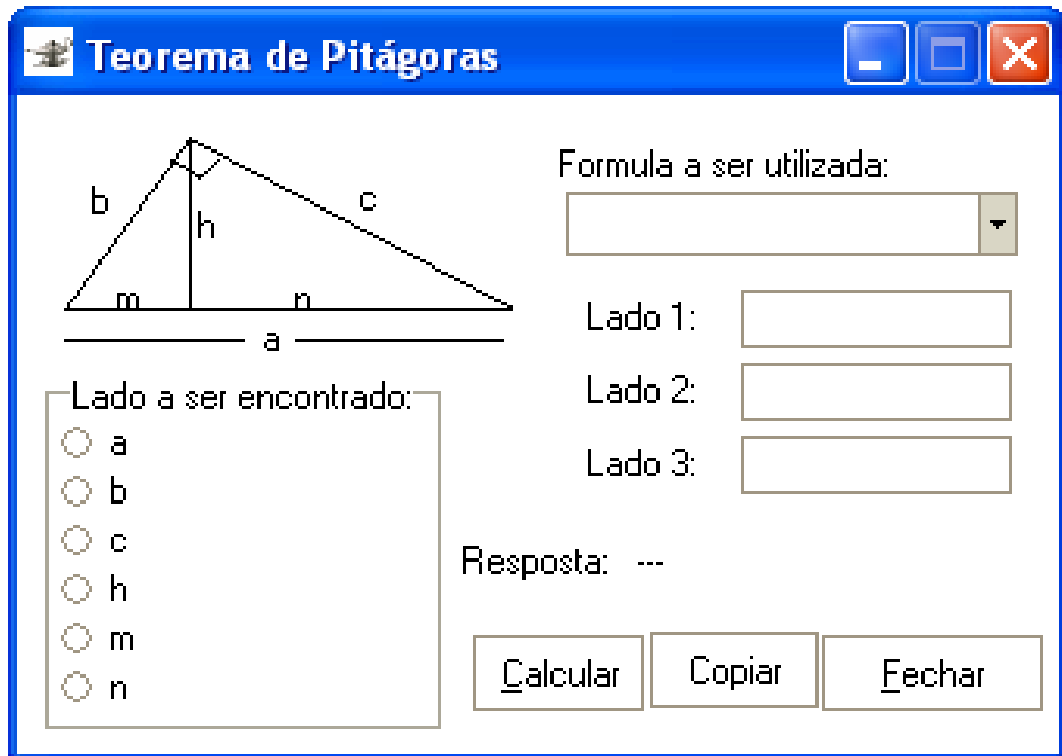 Teorema de Pitágoras
b
c
h
m
n
a
Formula a ser utilizada:
Lado 1:
Lado 2:
Lado 3:
Lado a ser encontrado:
a
b
c
h
m
n
Resposta: ---
Calcular
Copiar
Fechar